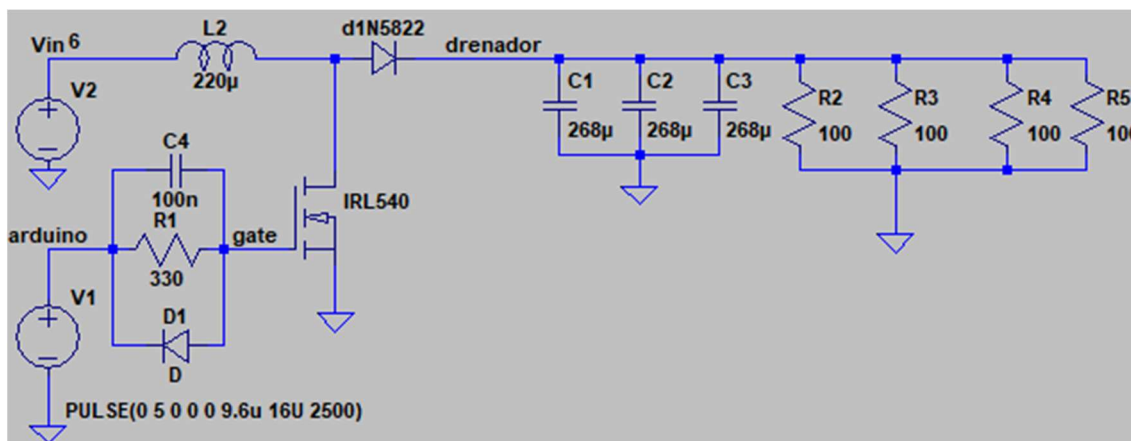 L2
d1N5822
Vin 6
drenador
220µ
V2
C1
C2
C3
R2
R3
R4
R5
268µ
268µ
268µ
100
100
100
100
C4
100n
IRL540
R1
arduino
gate
330
V1
D1
D
PULSE(0 5 0 0 0 9.6u 16U 2500)